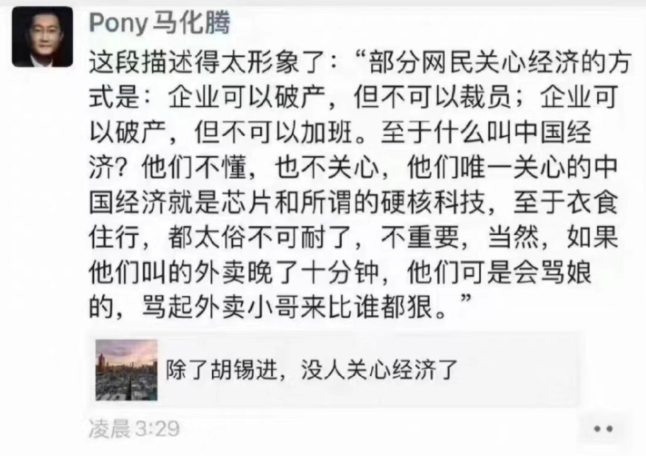 Pony马化腾
这段描述得太形象了：“部分网民关心经济的方
式是：企业可以破产，但不可以裁员；企业可
以破产，但不可以加班。至于什么叫中国经
济？他们不懂，也不关心，他们唯一关心的中
国经济就是芯片和所谓的硬核科技，至于衣食
住行，都太俗不可耐了，不重要，当然，如果
他们叫的外卖晚了十分钟，他们可是会骂娘
的，骂起外卖小哥来比谁都狠。”
除了胡锡进，没人关心经济了
凌晨3:29